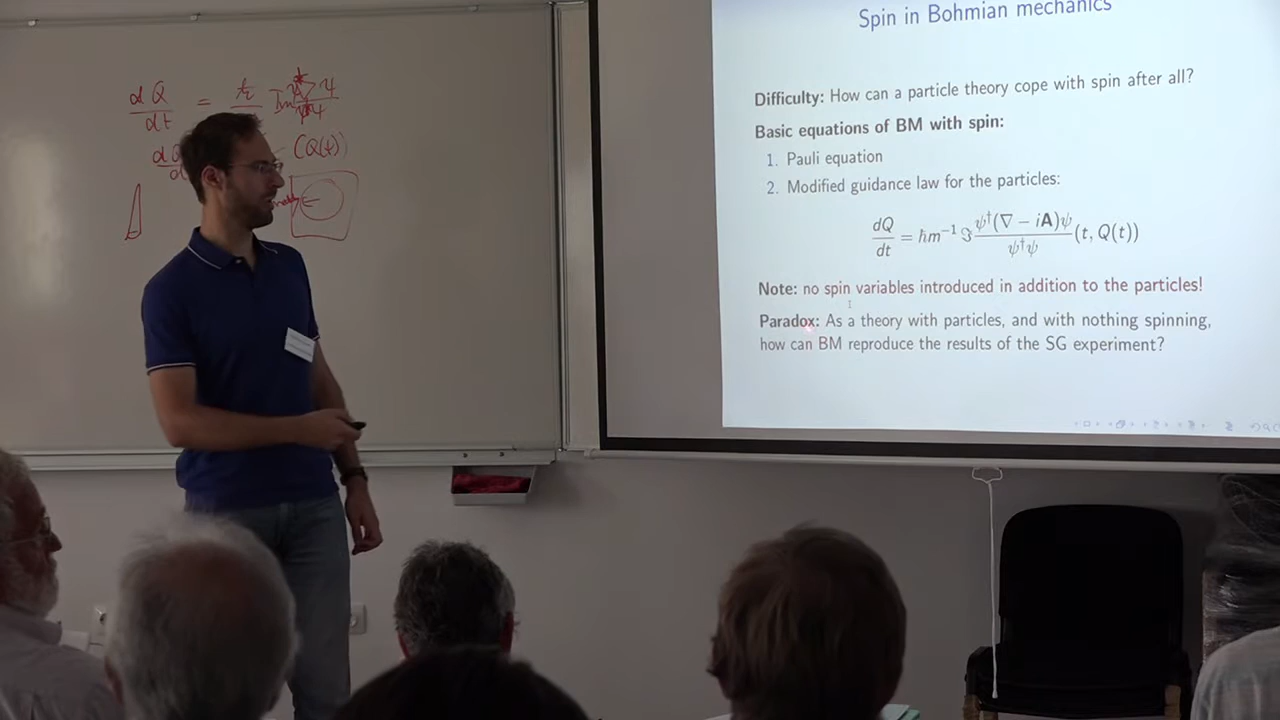 dQ/dt = ħ/ Im ψ* ψ/ψ*ψ
(Q(t))
Spin in Bohmian mechanics
Difficulty: How can a particle theory cope with spin after all?
Basic equations of BM with spin:
1. Pauli equation
2. Modified guidance law for the particles:
dQ/dt = ħm⁻¹ ℑ ψ†(∇ − iA)ψ/ψ†ψ (t, Q(t))
Note: no spin variables introduced in addition to the particles!
Paradox: As a theory with particles, and with nothing spinning,
how can BM reproduce the results of the SG experiment?